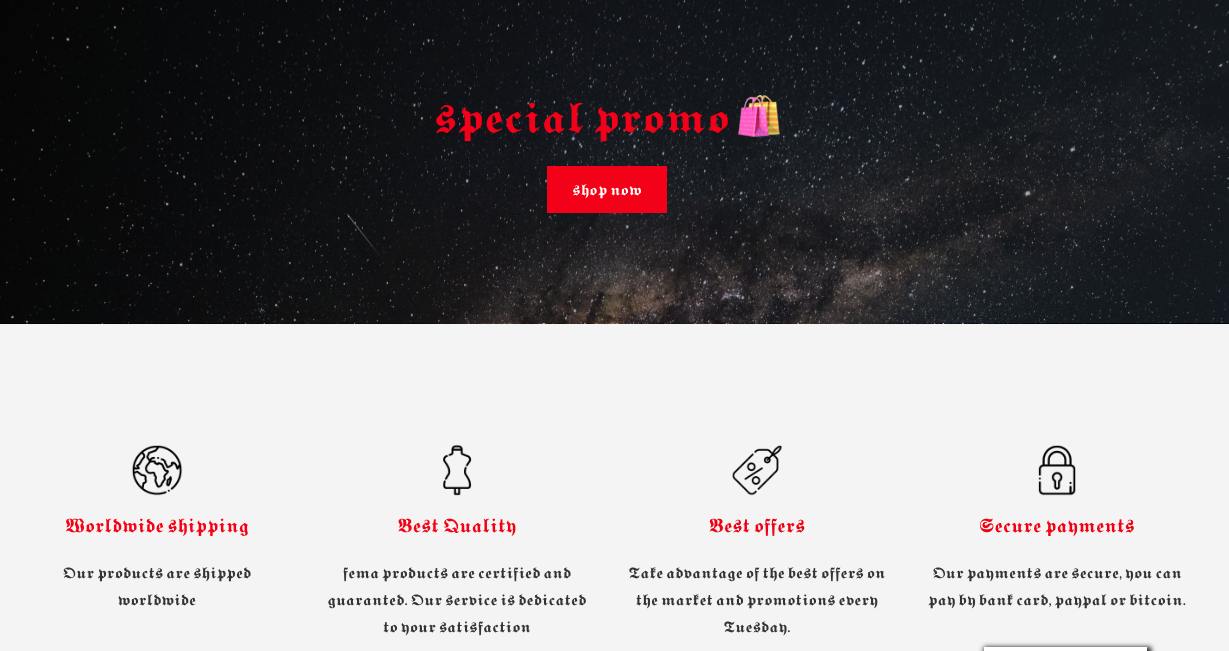 special promo 🛍️
shop now
Worldwide shipping
Our products are shipped
worldwide
Best Quality
fema products are certified and
guaranted. Our service is dedicated
to your satisfaction
Best offers
Take advantage of the best offers on
the market and promotions every
Tuesday.
Secure payments
Our payments are secure, you can
pay by bank card, paypal or bitcoin.